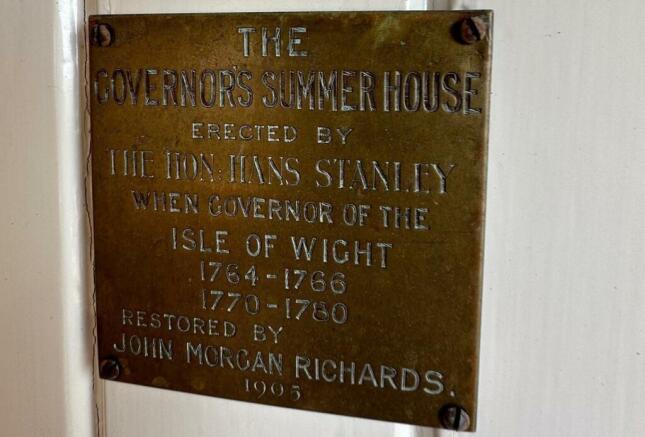 THE
GOVERNOR'S SUMMER HOUSE
ERECTED BY
THE HON: HANS STANLEY
WHEN GOVERNOR OF THE
ISLE OF WIGHT
1764-1766
1770-1780
RESTORED BY
JOHN MORGAN RICHARDS.
1905